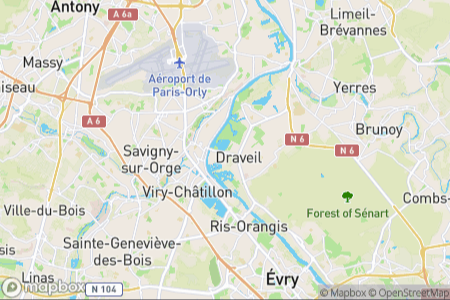 Antony
A 6a
Limeil-
Brévannes
Massy
Aéroport de
Paris-Orly
Yerres
aiseau
A 6
Brunoy
N 6
N 6
Savigny-
sur-Orge
Draveil
Viry-Châtillon
Combs-
Forest of Sénart
Ville-du-Bois
Ris-Orangis
Sainte-Geneviève-
des-Bois
Linas
Évry
mapbox
N 104
© Mapbox © OpenStreetMap